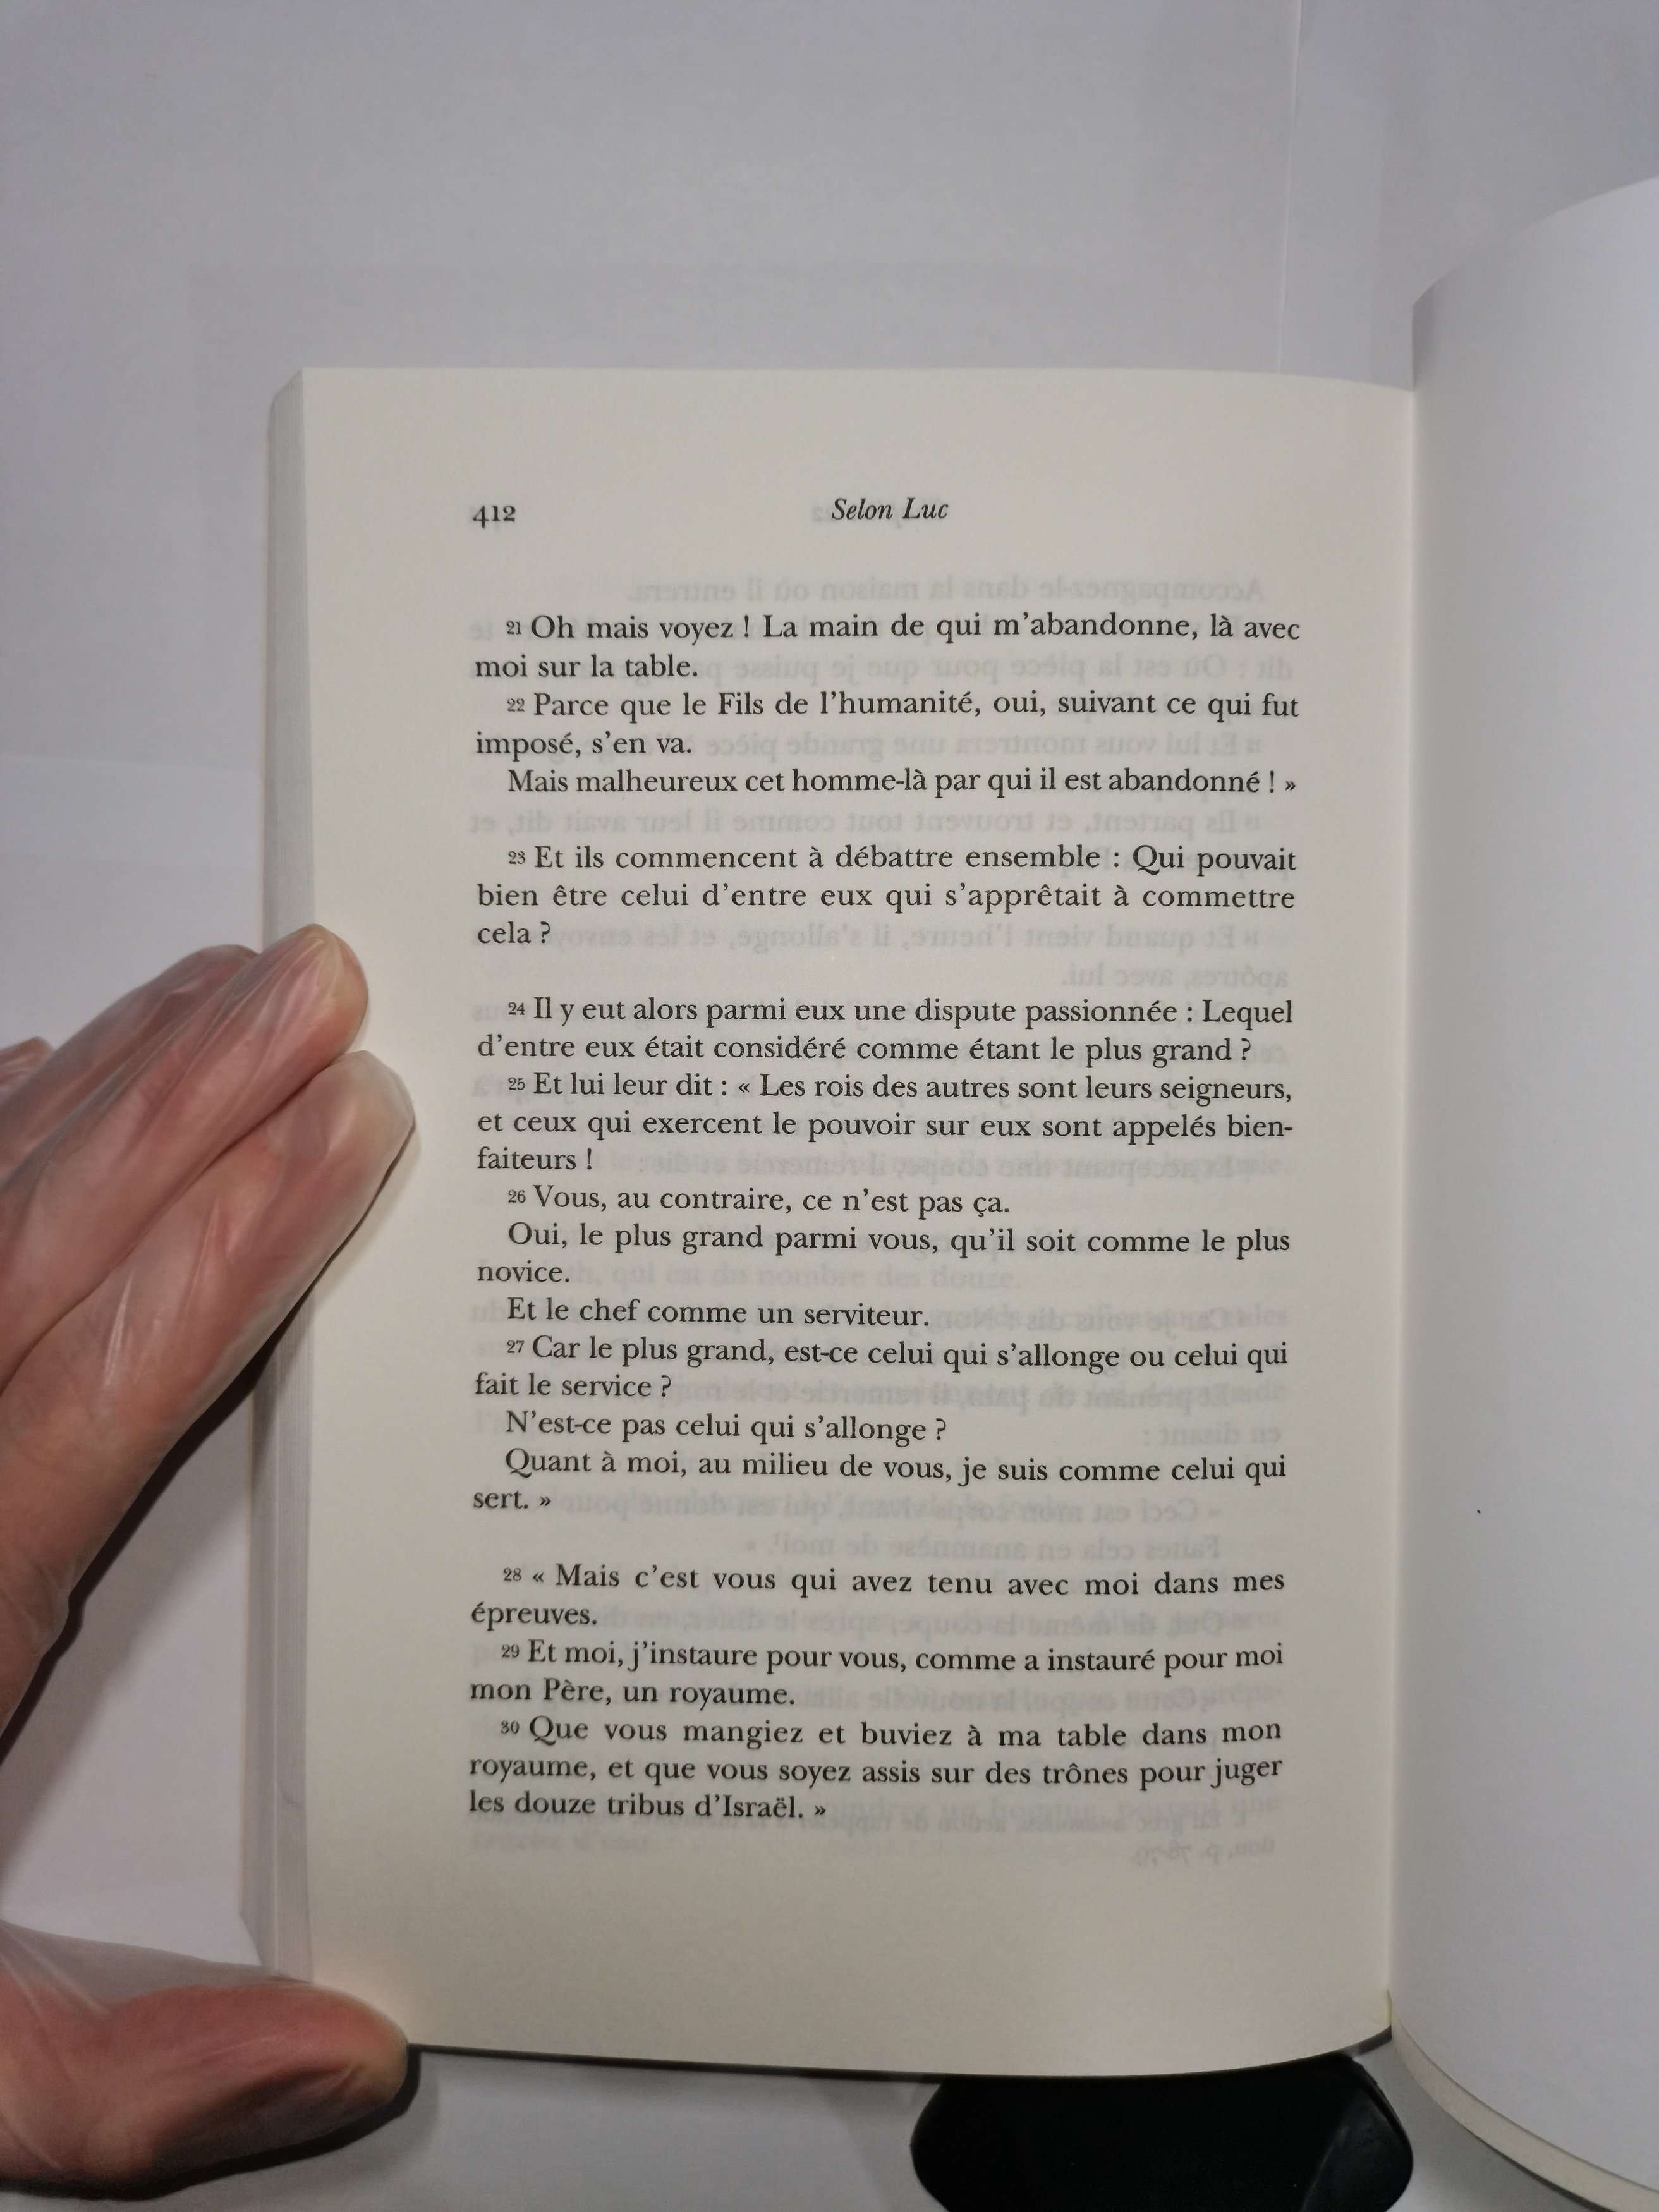 412
Selon Luc
21 Oh mais voyez ! La main de qui m'abandonne, là avec
moi sur la table.
22 Parce que le Fils de l'humanité, oui, suivant ce qui fut
imposé, s'en va.
Mais malheureux cet homme-là par qui il est abandonné ! »
23 Et ils commencent à débattre ensemble : Qui pouvait
bien être celui d'entre eux qui s'apprêtait à commettre
cela ?
24 Il y eut alors parmi eux une dispute passionnée : Lequel
d'entre eux était considéré comme étant le plus grand ?
25 Et lui leur dit : « Les rois des autres sont leurs seigneurs,
et ceux qui exercent le pouvoir sur eux sont appelés bien-
faiteurs !
26 Vous, au contraire, ce n'est pas ça.
Oui, le plus grand parmi vous, qu'il soit comme le plus
novice.
Et le chef comme un serviteur.
27 Car le plus grand, est-ce celui qui s'allonge ou celui qui
fait le service ?
N'est-ce pas celui qui s'allonge ?
Quant à moi, au milieu de vous, je suis comme celui qui
sert. »
28 « Mais c'est vous qui avez tenu avec moi dans mes
épreuves.
29 Et moi, j'instaure pour vous, comme a instauré pour moi
mon Père, un royaume.
30 Que vous mangiez et buviez à ma table dans mon
royaume, et que vous soyez assis sur des trônes pour juger
les douze tribus d'Israël. »